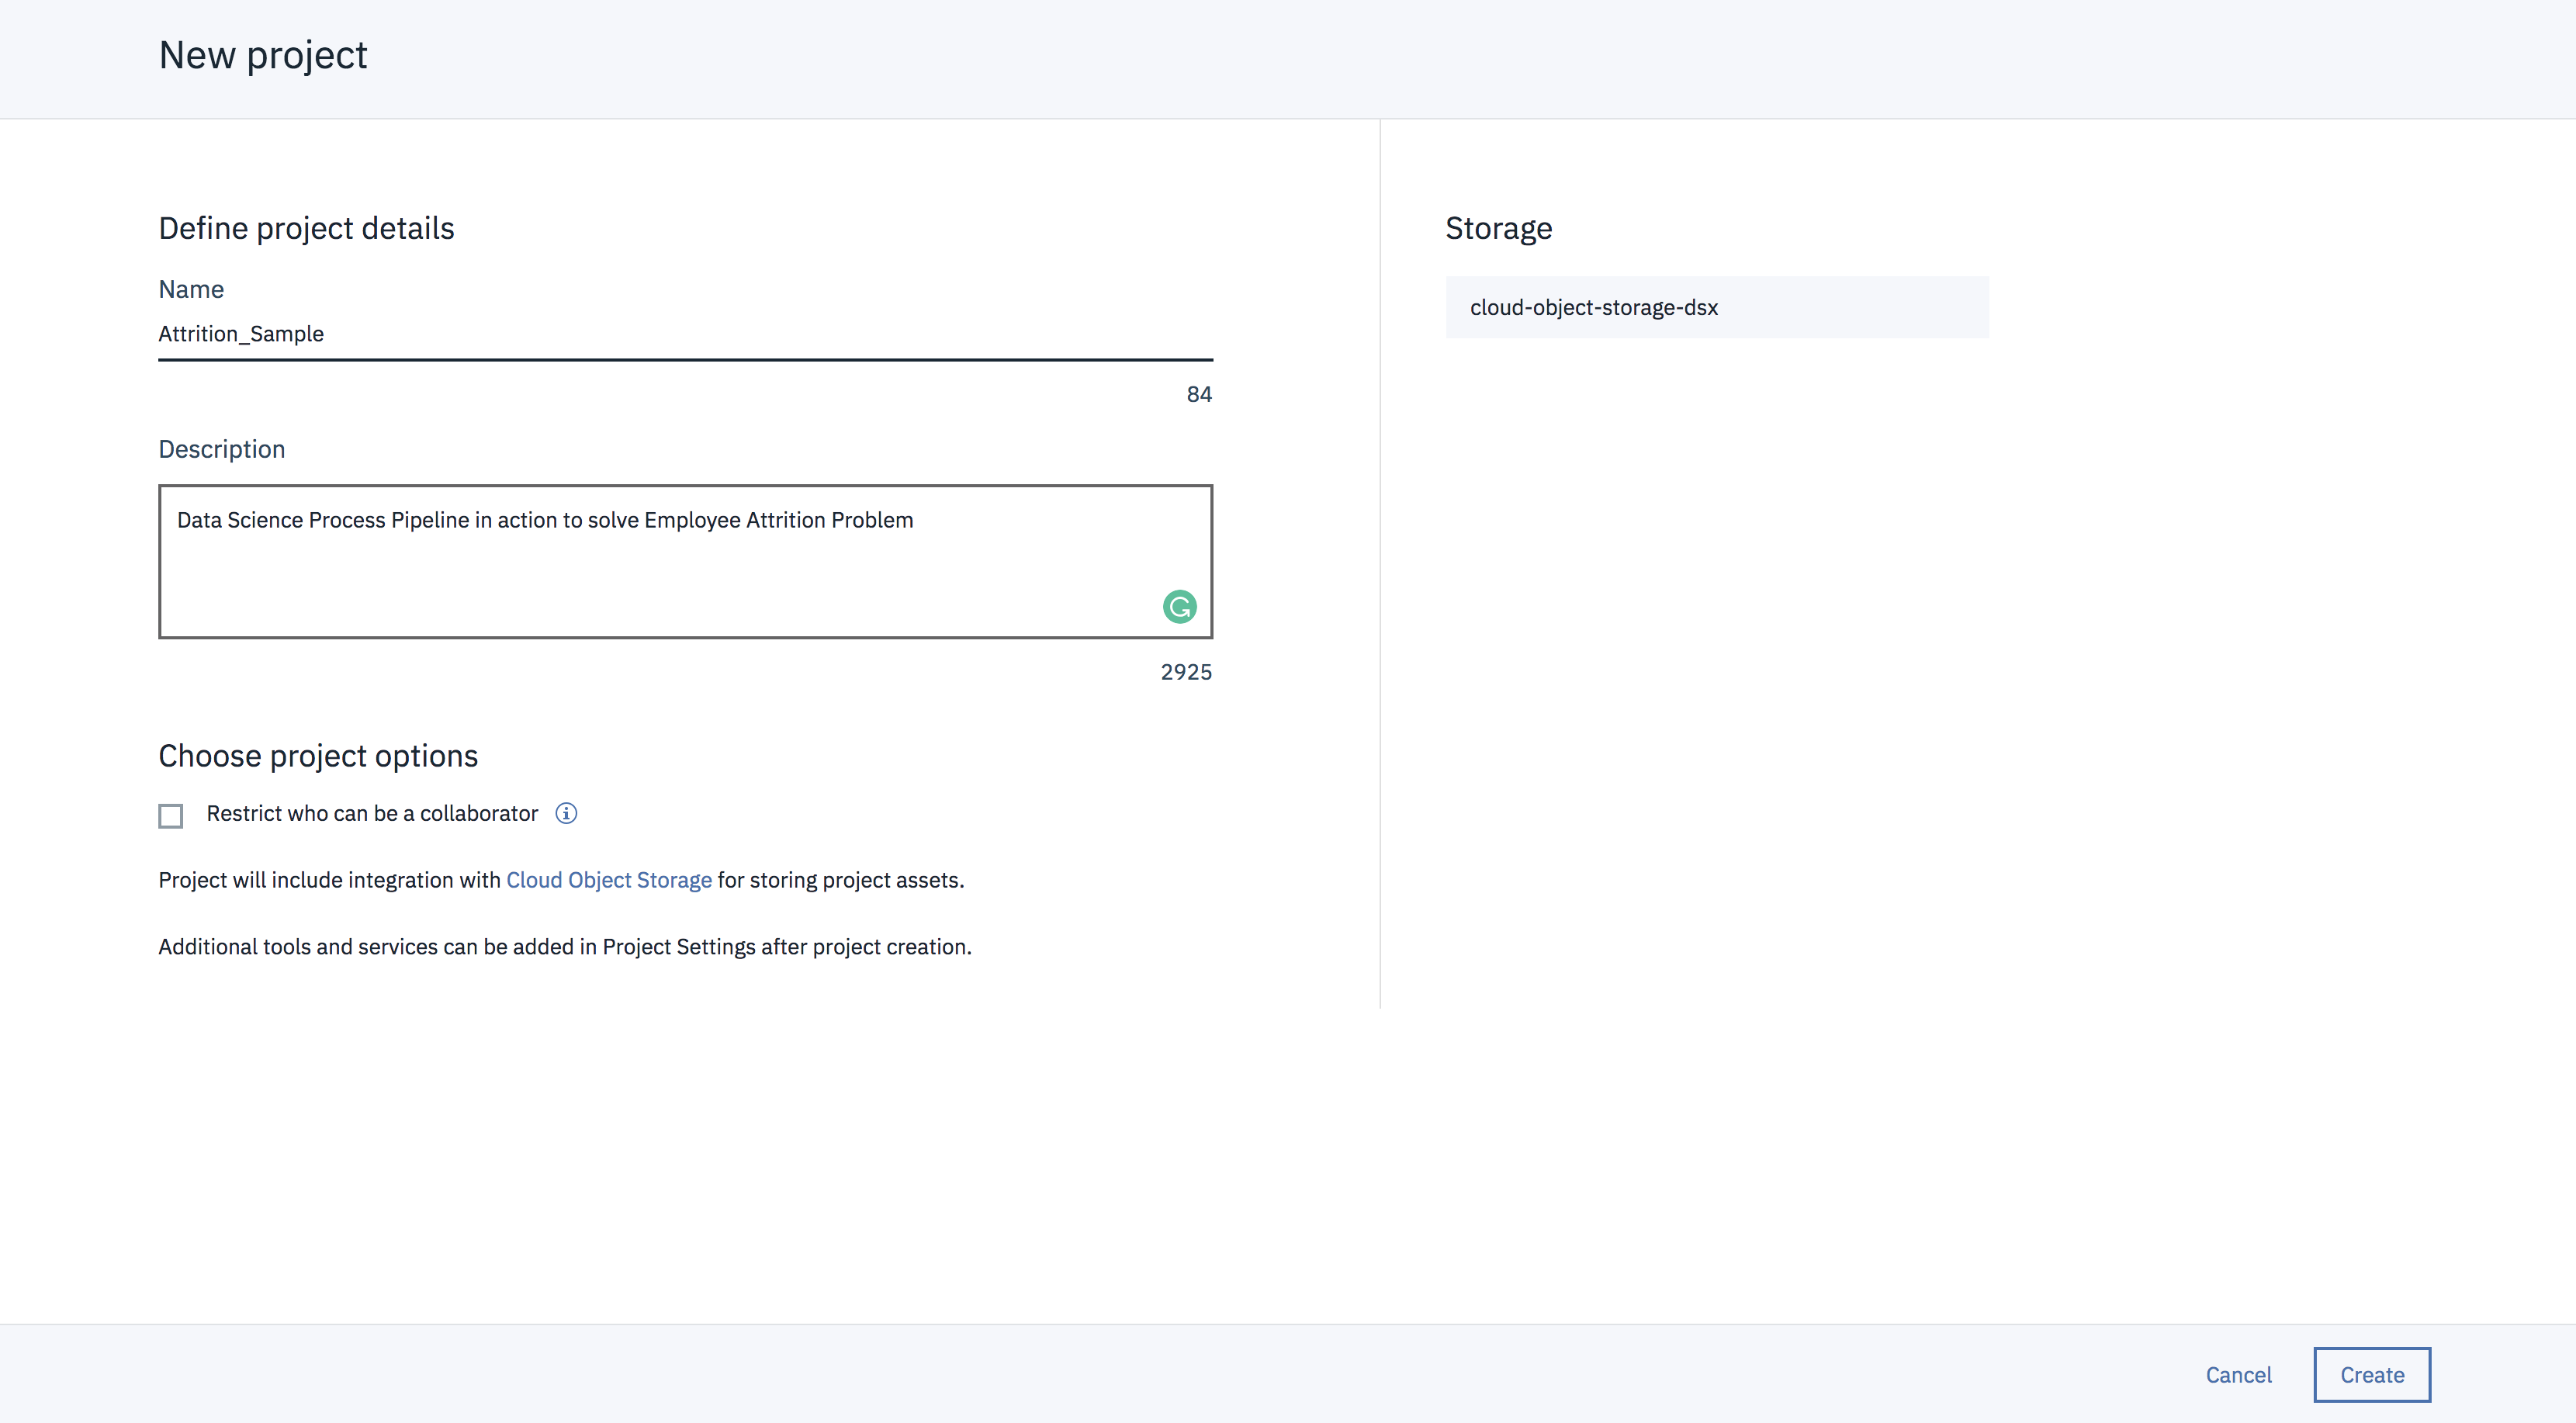 New project
Define project details
Name
Attrition_Sample
84
Description
Data Science Process Pipeline in action to solve Employee Attrition Problem
2925
Choose project options
Restrict who can be a collaborator
Project will include integration with Cloud Object Storage for storing project assets.
Additional tools and services can be added in Project Settings after project creation.
Storage
cloud-object-storage-dsx
Cancel
Create